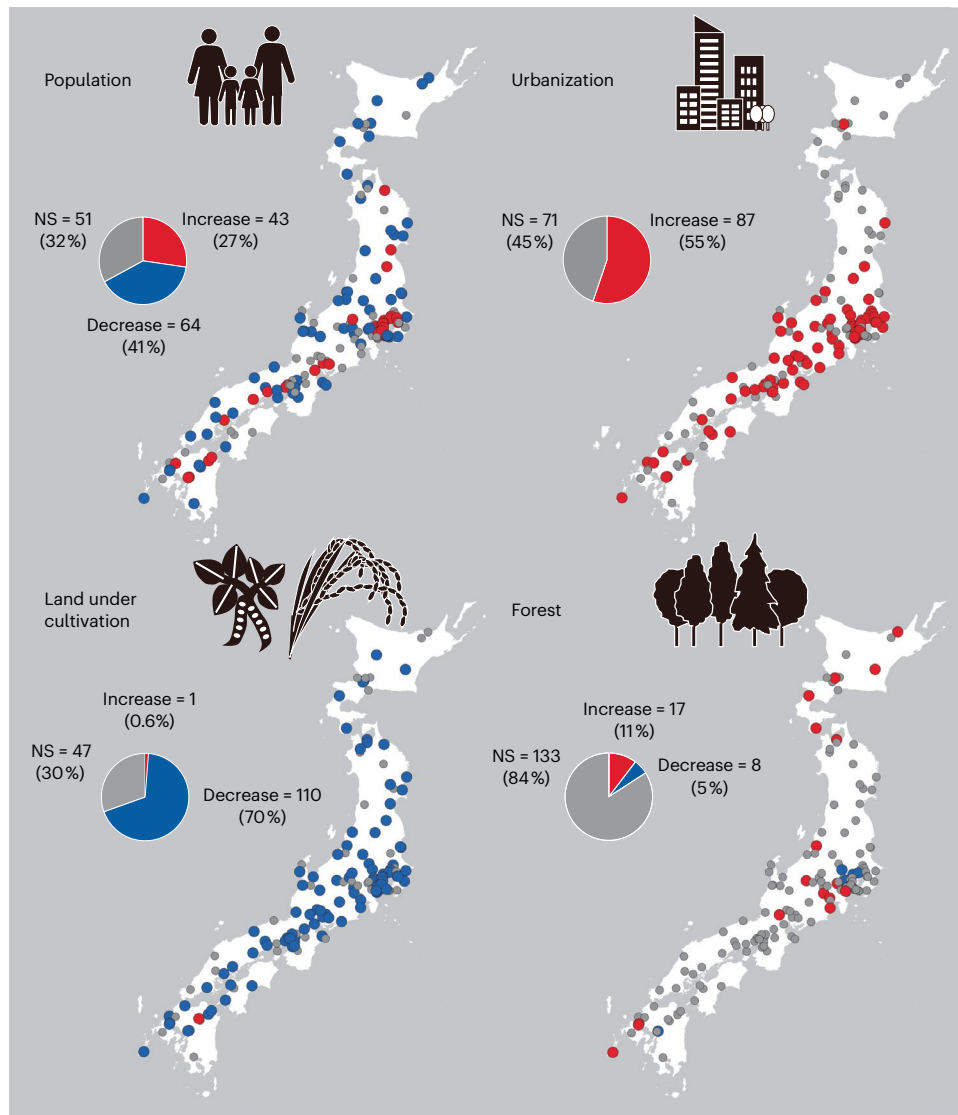 Population
NS = 51
(32%)
Increase = 43
(27%)
Decrease = 64
(41%)
Urbanization
NS = 71
(45%)
Increase = 87
(55%)
Land under
cultivation
Increase = 1
(0.6%)
NS = 47
(30%)
Decrease = 110
(70%)
Forest
Increase = 17
(11%)
NS = 133
(84%)
Decrease = 8
(5%)